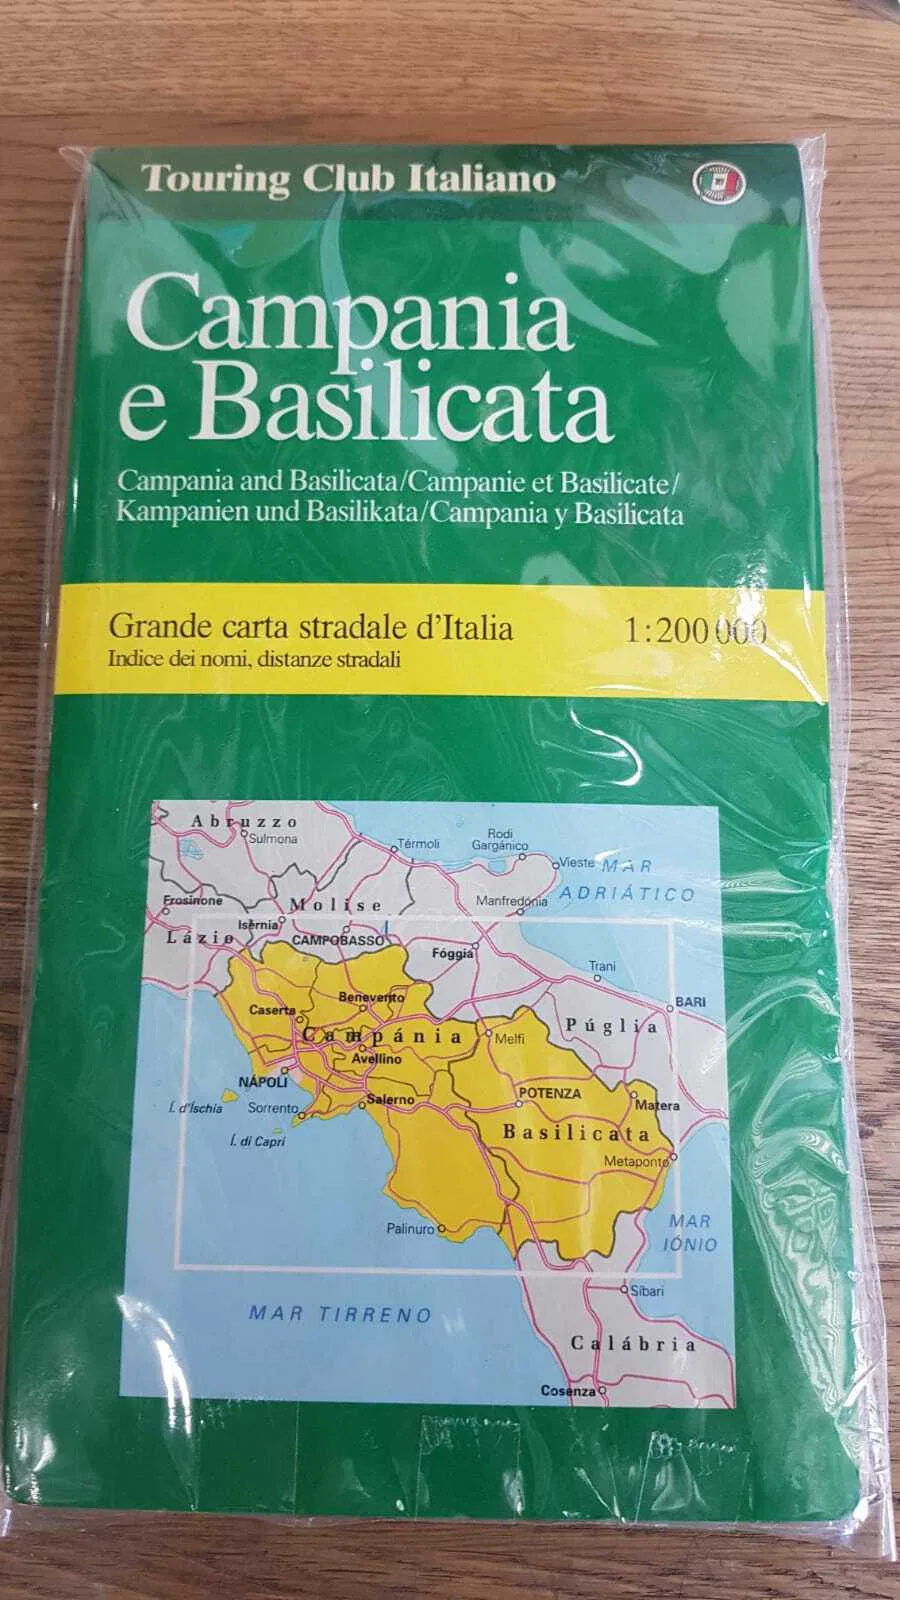 Touring Club Italiano
Campania
e Basilicata
Campania and Basilicata/Campanie et Basilicate/
Kampanien und Basilikata/Campania y Basilicata
Grande carta stradale d'Italia
1:200 000
Indice dei nomi, distanze stradali
Abruzzo
Sulmona
Térmoli
Rodi
Gargánico
Vieste
MAR
ADRIÁTICO
Frosinone
Molise
Manfredónia
Isérnia
Lázio
CAMPOBASSO
Fóggia
Trani
BARI
Benevento
Caserta
Campánia
Melfi
Púglia
Avellino
NÁPOLI
POTENZA
Í. d'Ischia
Sorrento
Salerno
Matera
Í. di Capri
Basilicata
Metaponto
Palinuro
MAR
IÓNIO
Síbari
MAR TIRRENO
Calábria
Cosenza